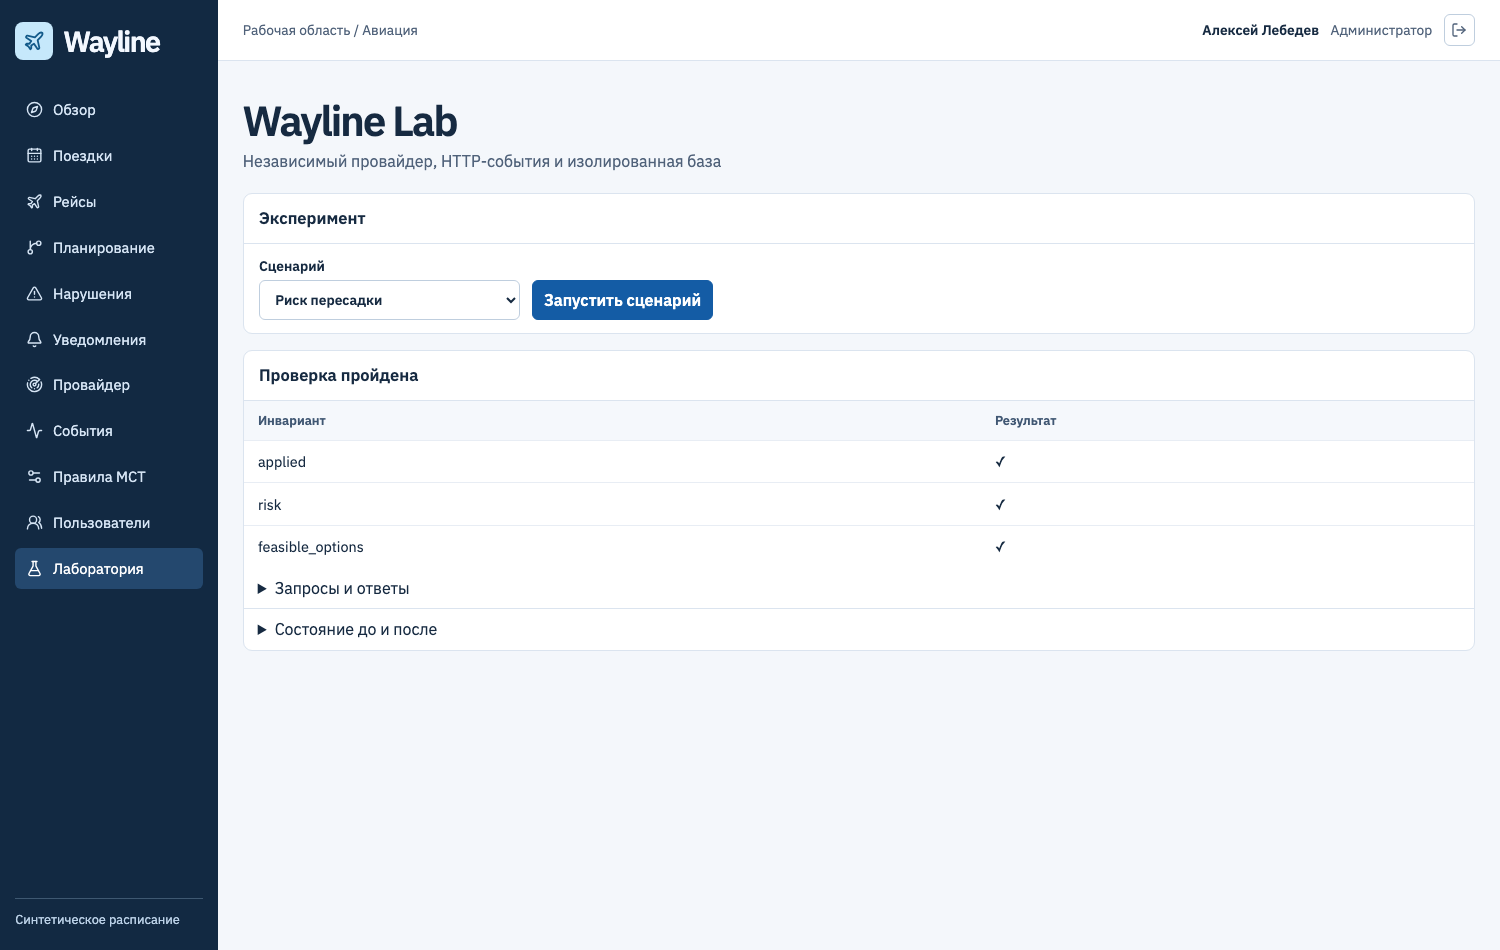 Wayline
Обзор
Поездки
Рейсы
Планирование
Нарушения
Уведомления
Провайдер
События
Правила МСТ
Пользователи
Лаборатория
Синтетическое расписание
Рабочая область / Авиация
Алексей Лебедев Администратор
Wayline Lab
Независимый провайдер, HTTP-события и изолированная база
Эксперимент
Сценарий
Риск пересадки
Запустить сценарий
Проверка пройдена
Инвариант Результат
applied ✓
risk ✓
feasible_options ✓
Запросы и ответы
Состояние до и после